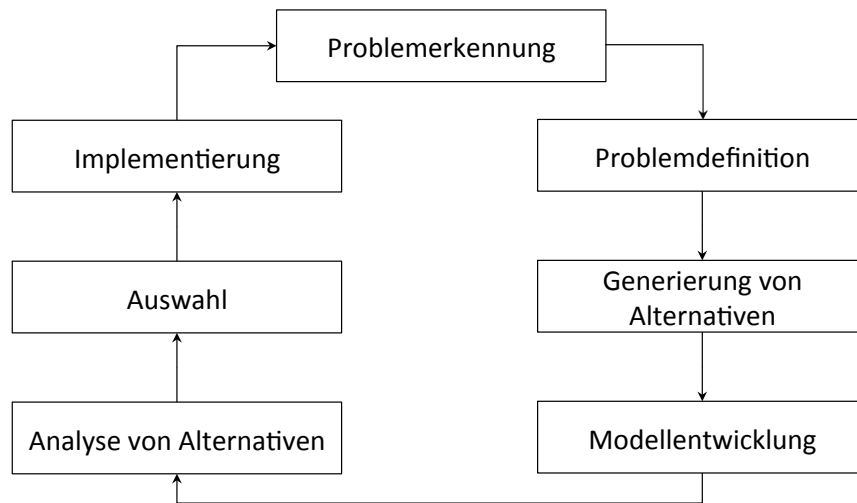 Problemerkennung
Implementierung
Problemdefinition
Auswahl
Generierung von
Alternativen
Analyse von Alternativen
Modellentwicklung